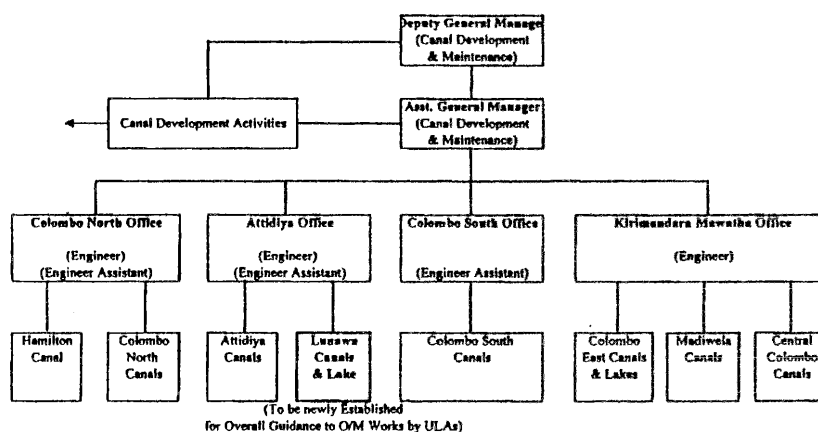 Deputy General Manager
(Canal Development
& Maintenance)
Canal Development Activities
Asst. General Manager
(Canal Development
& Maintenance)
Colombo North Office
(Engineer)
(Engineer Assistant)
Attidiya Office
(Engineer)
(Engineer Assistant)
Colombo South Office
(Engineer Assistant)
Kirimandara Mawatha Office
(Engineer)
Hamilton
Canal
Colombo
North
Canals
Attidiya
Canals
Lunawa
Canals
& Lake
Colombo South
Canals
Colombo
East Canals
& Lakes
Madiwela
Canals
Central
Colombo
Canals
(To be newly Established
for Overall Guidance to O/M Works by ULAs)